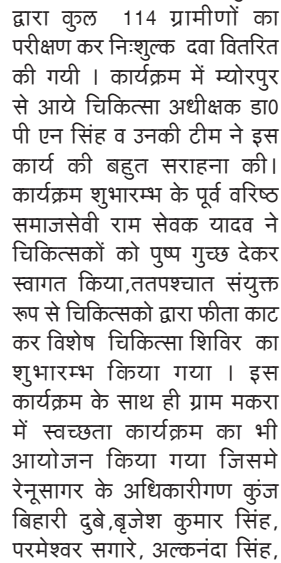 द्वारा कुल 114 ग्रामीणों का
परीक्षण कर निःशुल्क दवा वितरित
की गयी । कार्यक्रम में म्योरपुर
से आये चिकित्सा अधीक्षक डा0
पी एन सिंह व उनकी टीम ने इस
कार्य की बहुत सराहना की।
कार्यक्रम शुभारम्भ के पूर्व वरिष्ठ
समाजसेवी राम सेवक यादव ने
चिकित्सकों को पुष्प गुच्छ देकर
स्वागत किया,ततपश्चात संयुक्त
रूप से चिकित्सको द्वारा फीता काट
कर विशेष चिकित्सा शिविर का
शुभारम्भ किया गया । इस
कार्यक्रम के साथ ही ग्राम मकरा
में स्वच्छता कार्यक्रम का भी
आयोजन किया गया जिसमे
रेनूसागर के अधिकारीगण कुंज
बिहारी दुबे,बृजेश कुमार सिंह,
परमेश्वर सगारे, अल्कनंदा सिंह,